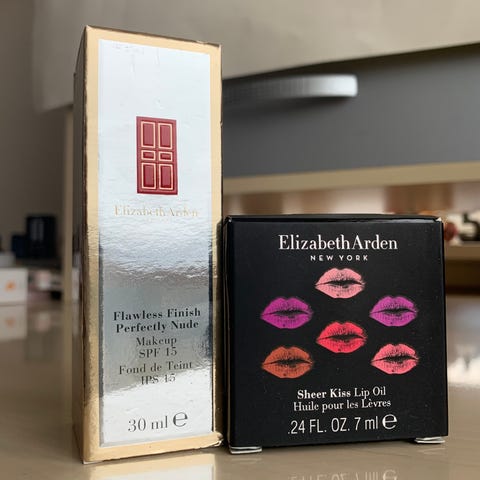 Elizabeth Arden
Flawless Finish
Perfectly Nude
Makeup
SPF 15
Fond de Teint
IPS 15
30 ml e
Elizabeth Arden
NEW YORK
Sheer Kiss Lip Oil
Huile pour les Lèvres
.24 FL. OZ. 7 ml e